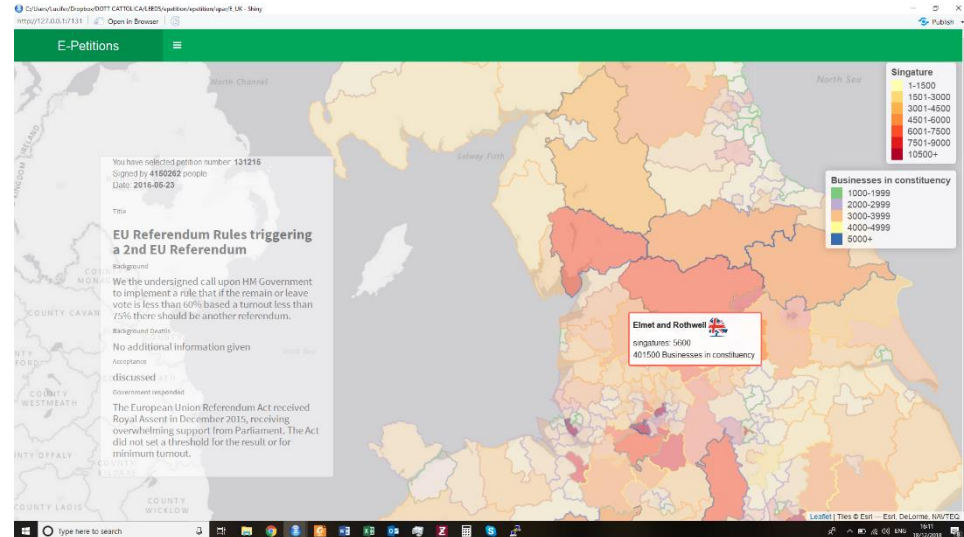 C:/Users/Lucifer/Dropbox/DOTT CATTOLICA/LEEDS/epetition/epetition/epar/E_UK - Shiny
http://127.0.0.1:7131
Open in Browser
Publish
E-Petitions
North Channel
North Sea
Solway Firth
Singature
1-1500
1501-3000
3001-4500
4501-6000
6001-7500
7501-9000
10500+
Businesses in constituency
1000-1999
2000-2999
3000-3999
4000-4999
5000+
You have selected petition number: 131215
Signed by 4150262 people
Date: 2016-05-23
Title
EU Referendum Rules triggering
a 2nd EU Referendum
Background
We the undersigned call upon HM Government
to implement a rule that if the remain or leave
vote is less than 60% based a turnout less than
75% there should be another referendum.
Background Deatils
No additional information given
Acceptance
discussed
Government responded
The European Union Referendum Act received
Royal Assent in December 2015, receiving
overwhelming support from Parliament. The Act
did not set a threshold for the result or for
minimum turnout.
Elmet and Rothwell
singatures: 5600
401500 Businesses in constituency
COUNTY CAVAN
COUNTY
WESTMEATH
COUNTY
WICKLOW
Leaflet | Tiles © Esri — Esri, DeLorme, NAVTEQ
Type here to search
ENG
16:11
18/12/2018